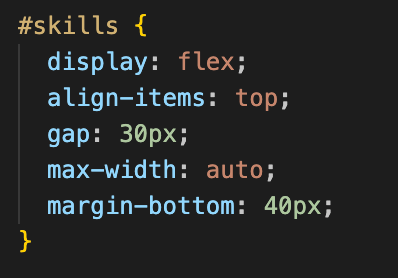 #skills {
display: flex;
align-items: top;
gap: 30px;
max-width: auto;
margin-bottom: 40px;
}